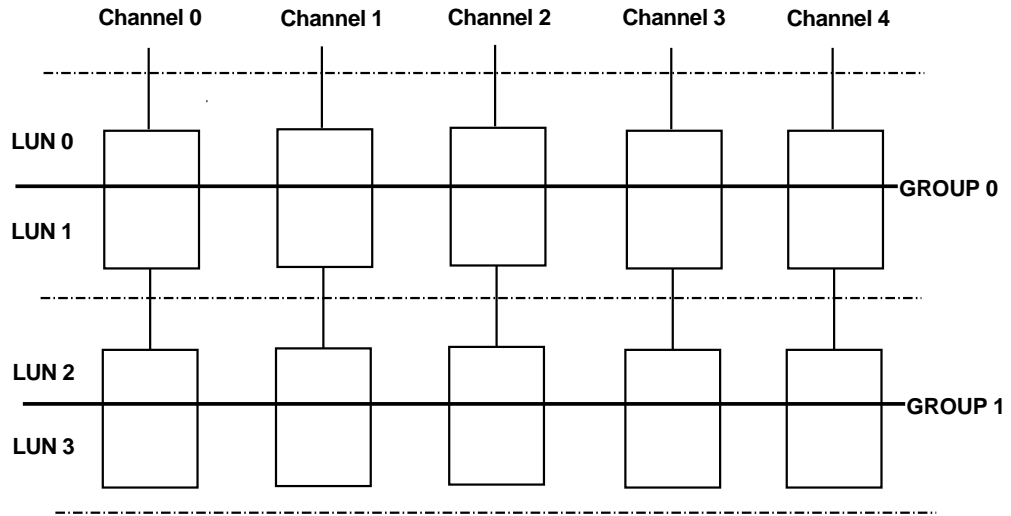 Channel 0 Channel 1 Channel 2 Channel 3 Channel 4
LUN 0
GROUP 0
LUN 1
LUN 2
GROUP 1
LUN 3